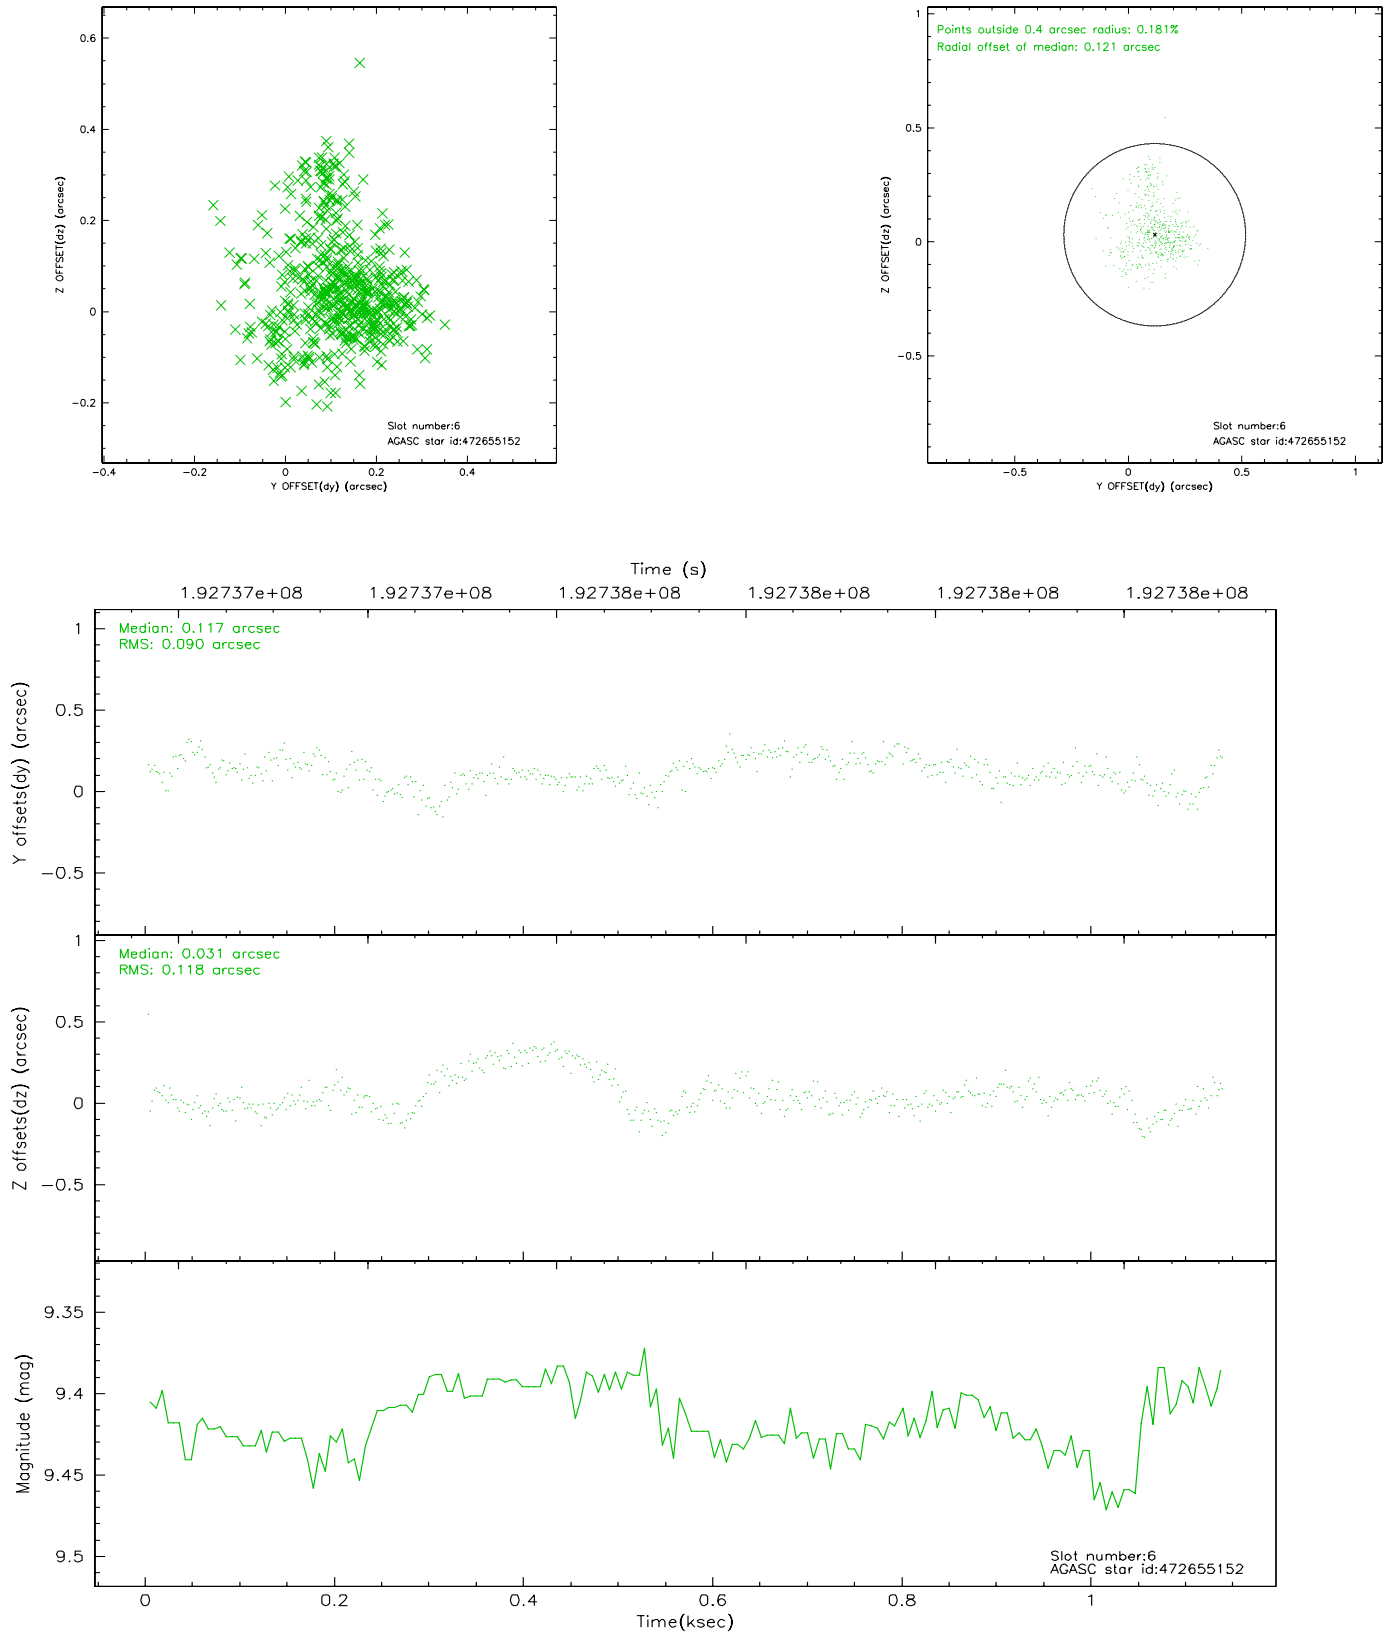 0.6
0.4
0.2
0
−0.2
−0.4
−0.2
0
0.2
0.4
Z OFFSET(dz) (arcsec)
Y OFFSET(dy) (arcsec)
Slot number:6
AGASC star id:472655152
Points outside 0.4 arcsec radius: 0.181%
Radial offset of median: 0.121 arcsec
1
0.5
0
−0.5
−0.5
0
0.5
1
Z OFFSET(dz) (arcsec)
Y OFFSET(dy) (arcsec)
Slot number:6
AGASC star id:472655152
Time (s)
1.92737e+08 1.92737e+08 1.92738e+08 1.92738e+08 1.92738e+08 1.92738e+08
Median: 0.117 arcsec
RMS: 0.090 arcsec
1
0.5
0
−0.5
Y offsets(dy) (arcsec)
Median: 0.031 arcsec
RMS: 0.118 arcsec
1
0.5
0
−0.5
Z offsets(dz) (arcsec)
9.35
9.4
9.45
9.5
Magnitude (mag)
Slot number:6
AGASC star id:472655152
0 0.2 0.4 0.6 0.8 1
Time(ksec)